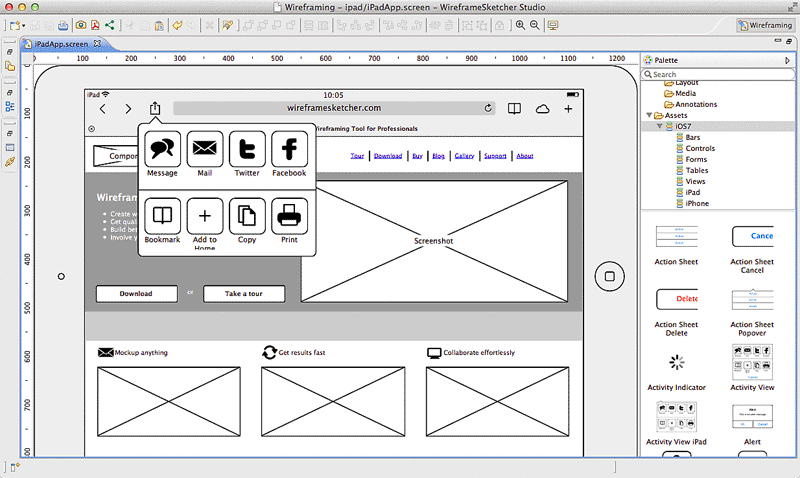 Wireframing - ipad/iPadApp.screen - WireframeSketcher Studio
Wireframing
iPadApp.screen
0 100 200 300 400 500 600 700 800 900 1000 1100 1200
0
100
200
300
400
500
600
700
800
iPad 10:05
wireframesketcher.com
Wireframing Tool for Professionals
Compon
Tour | Download | Buy | Blog | Gallery | Support | About
Message Mail Twitter Facebook
Bookmark Add to Home Copy Print
Wirefra
Create w
Get qual
Build bet
Involve y
Screenshot
Download or Take a tour
Mockup anything
Get results fast
Collaborate effortlessly
Palette
Search
Layout
Media
Annotations
Assets
iOS7
Bars
Controls
Forms
Tables
Views
iPad
iPhone
Action Sheet
Cance
Action Sheet Cancel
Delete
Action Sheet Delete
Action Sheet Popover
Activity Indicator
Activity View
Activity View iPad
Alert